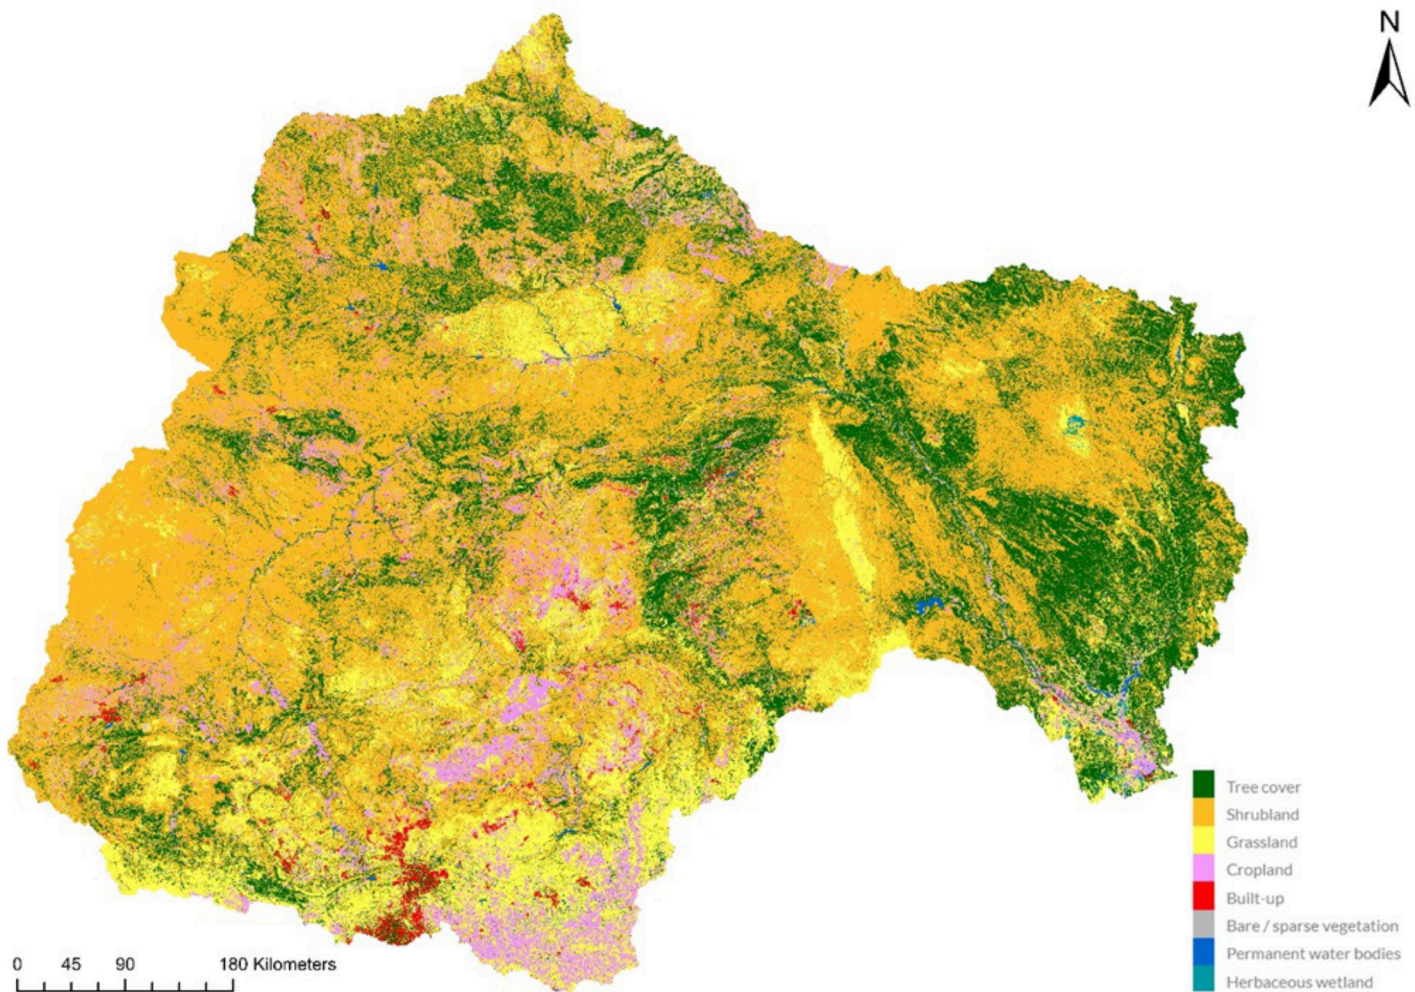 N
Tree cover
Shrubland
Grassland
Cropland
Built-up
Bare / sparse vegetation
Permanent water bodies
Herbaceous wetland
0 45 90 180 Kilometers